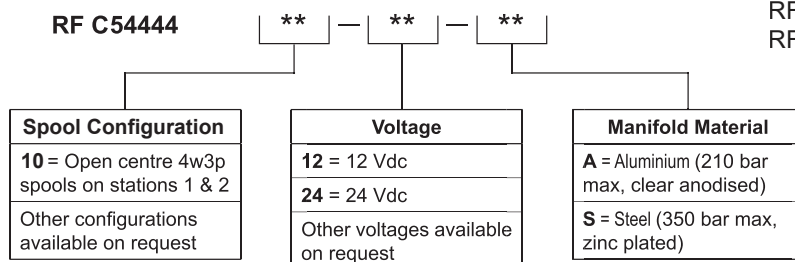 RF C54444 ** — ** — **
RF
RF
Spool Configuration
10 = Open centre 4w3p
spools on stations 1 & 2
Other configurations
available on request
Voltage
12 = 12 Vdc
24 = 24 Vdc
Other voltages available
on request
Manifold Material
A = Aluminium (210 bar
max, clear anodised)
S = Steel (350 bar max,
zinc plated)